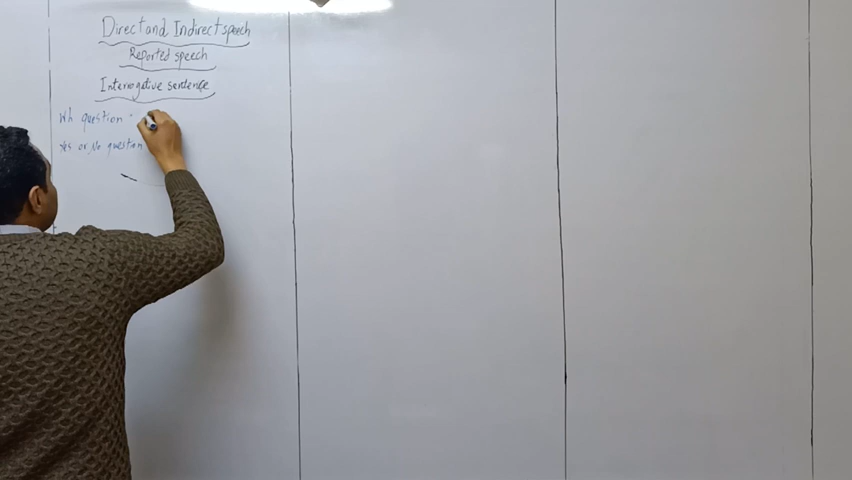 Direct and Indirect speech
Reported speech
Interrogative sentence
Wh question
Yes or No question